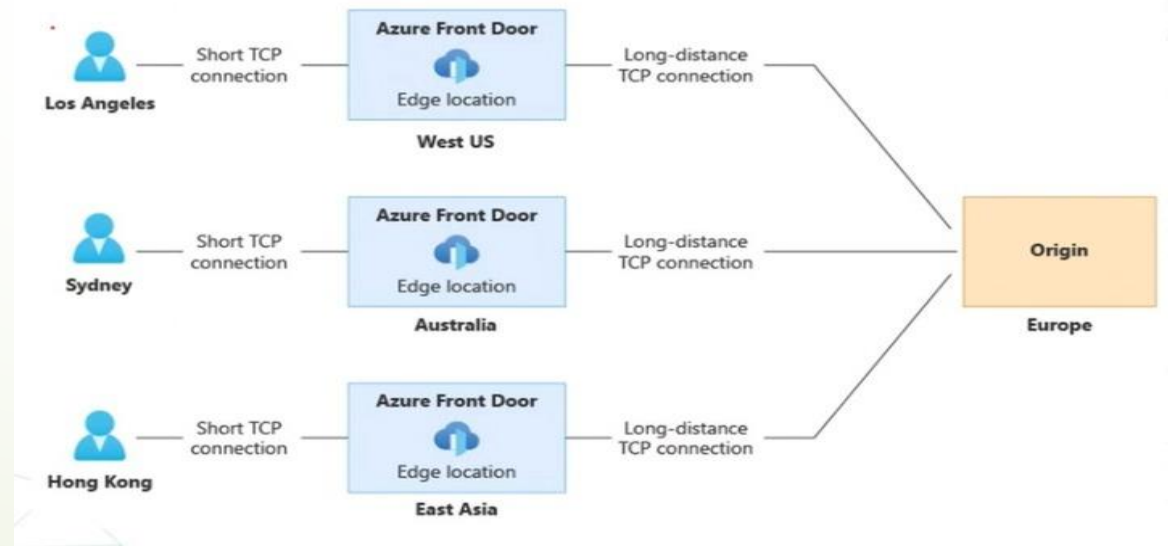 Azure Front Door
Short TCP
connection
Long-distance
TCP connection
Edge location
Los Angeles
West US
Azure Front Door
Short TCP
connection
Long-distance
TCP connection
Origin
Edge location
Sydney
Australia
Europe
Azure Front Door
Short TCP
connection
Long-distance
TCP connection
Edge location
Hong Kong
East Asia